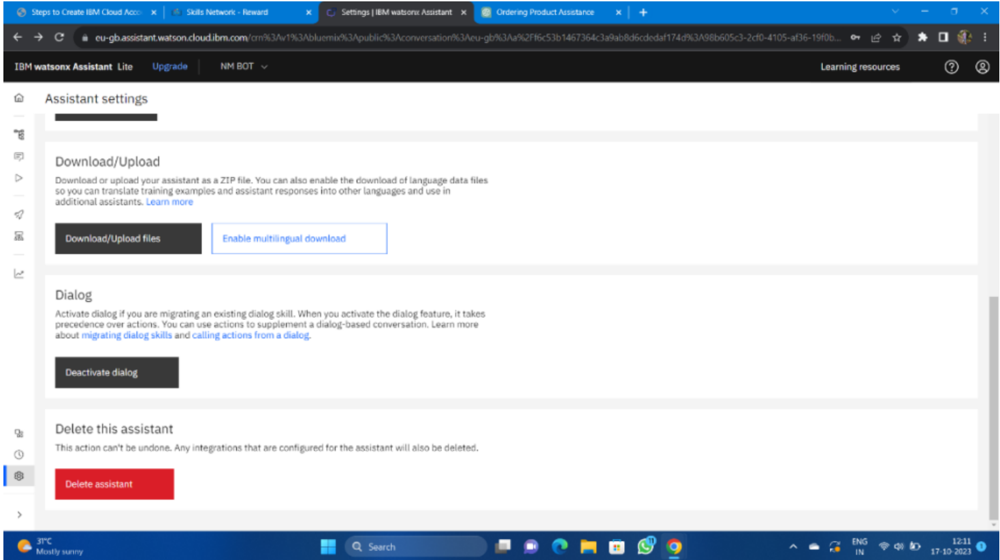 Steps to Create IBM Cloud Acco
Skills Network - Reward
Settings | IBM watsonx Assistant
Ordering Product Assistance
eu-gb.assistant.watson.cloud.ibm.com/crn%3Av1%3Abluemix%3Apublic%3Aconversation%3Aeu-gb%3Aa%2Ff6c53b1467364c3a9ab8d6cdedaf174d%3A98b605c3-2cf0-4105-af36-19f0b...
IBM watsonx Assistant Lite Upgrade NM BOT Learning resources
Assistant settings
Download/Upload
Download or upload your assistant as a ZIP file. You can also enable the download of language data files
so you can translate training examples and assistant responses into other languages and use in
additional assistants. Learn more
Download/Upload files
Enable multilingual download
Dialog
Activate dialog if you are migrating an existing dialog skill. When you activate the dialog feature, it takes
precedence over actions. You can use actions to supplement a dialog-based conversation. Learn more
about migrating dialog skills and calling actions from a dialog.
Deactivate dialog
Delete this assistant
This action can't be undone. Any integrations that are configured for the assistant will also be deleted.
Delete assistant
31°C
Mostly sunny
Search
ENG
IN
12:11
17-10-2023